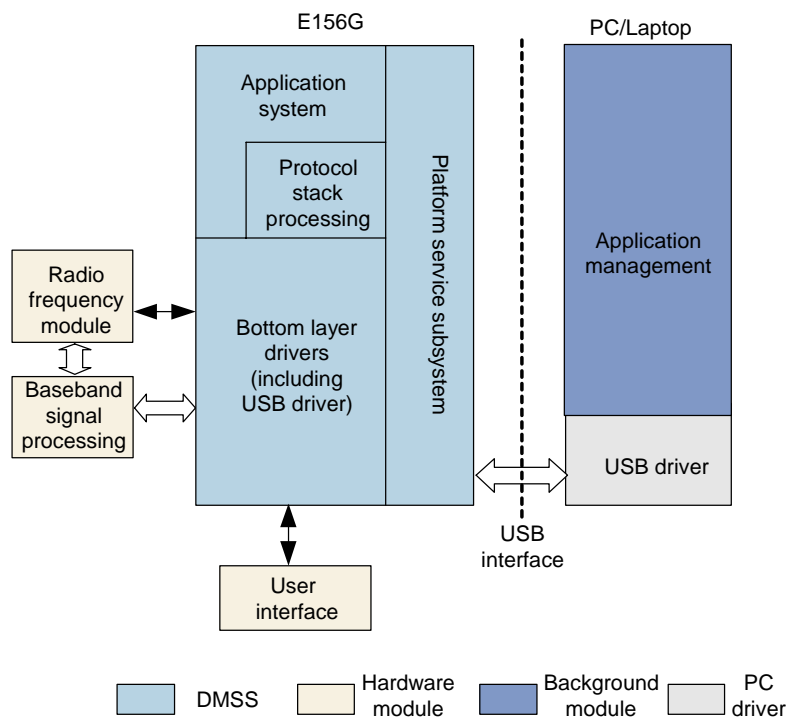 E156G
PC/Laptop
Application
system
Protocol
stack
processing
Platform service subsystem
Application
management
Radio
frequency
module
Bottom layer
drivers
(including
USB driver)
Baseband
signal
processing
USB driver
USB
interface
User
interface
DMSS
Hardware
module
Background
module
PC
driver